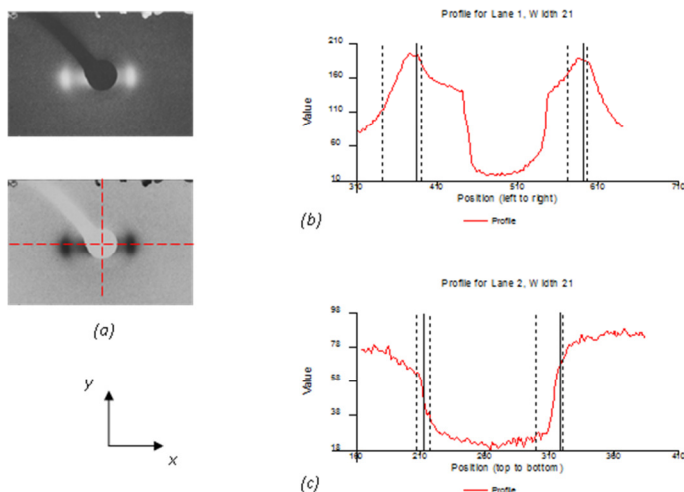 (a)
y
x
Profile for Lane 1, Width 21
Value
210
160
110
60
10
310 410 510 610 710
Position (left to right)
Profile
(b)
Profile for Lane 2, Width 21
Value
98
78
58
38
18
160 210 260 310 360 410
Position (top to bottom)
Profile
(c)